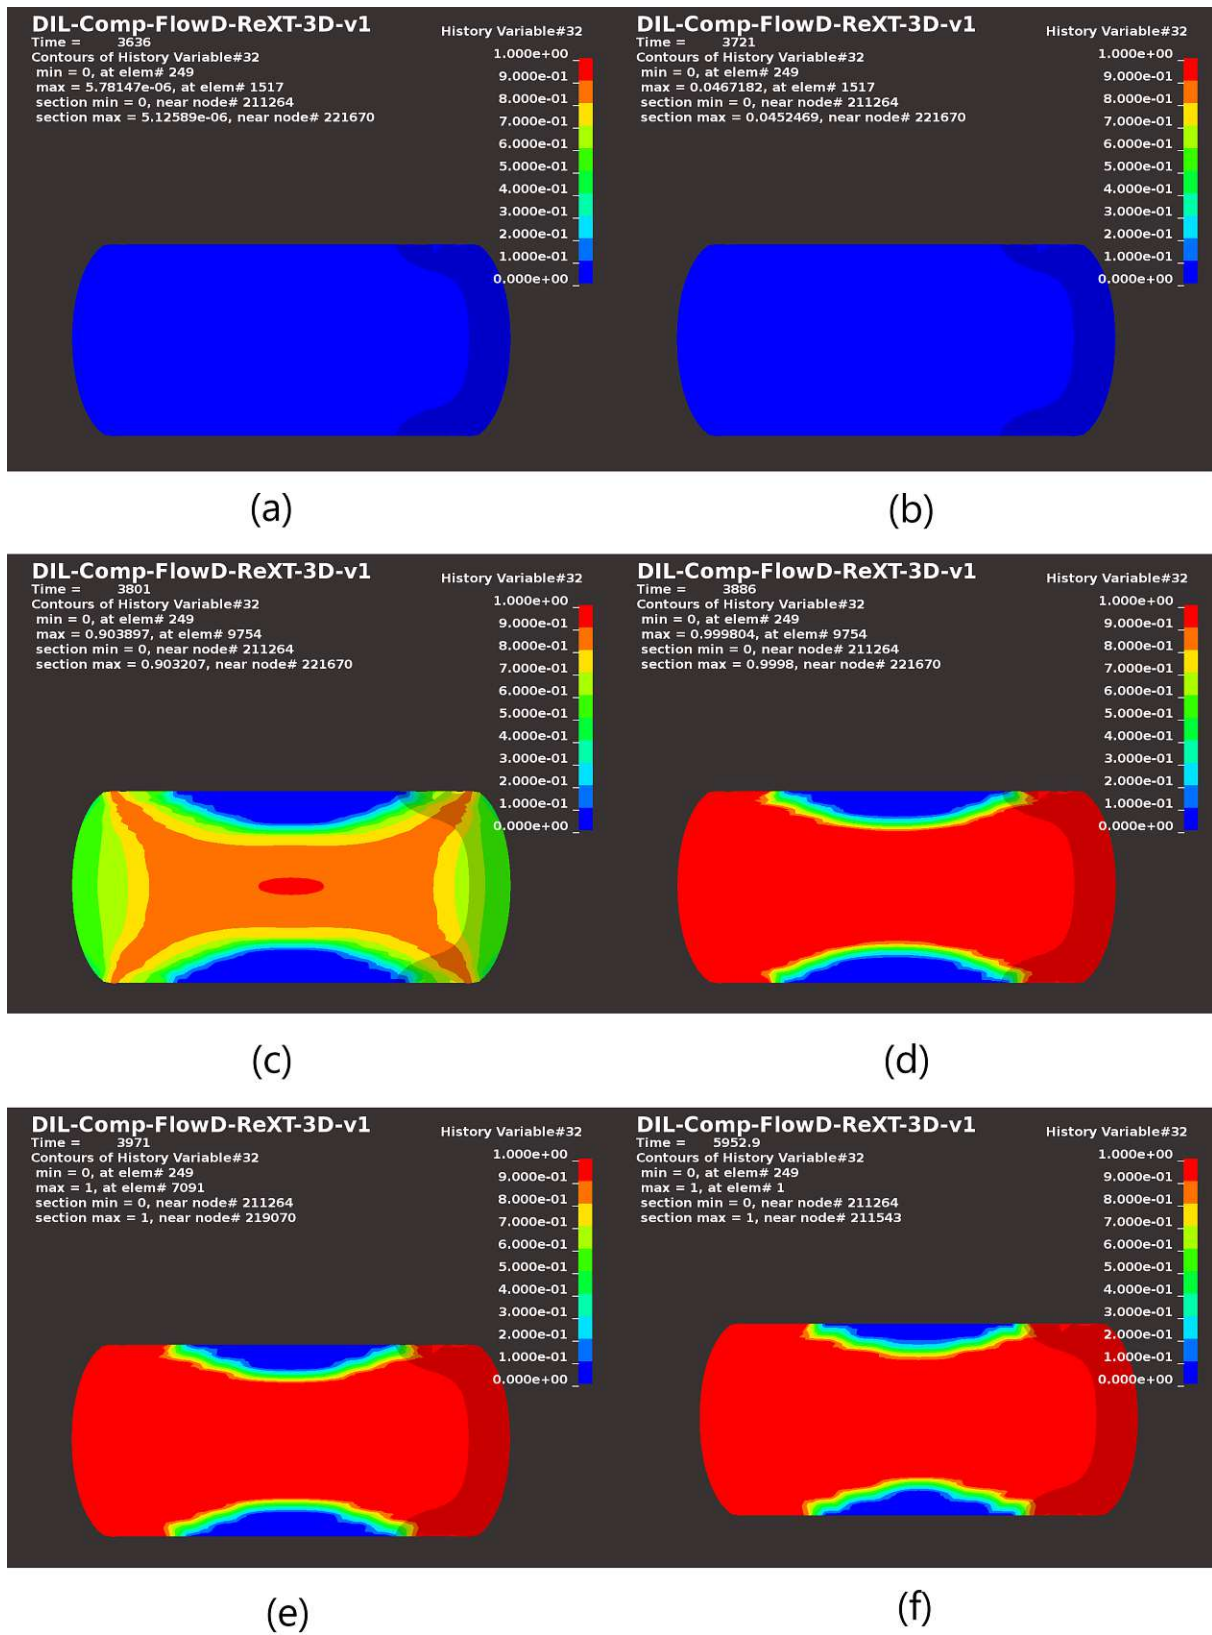 DIL-Comp-FlowD-ReXT-3D-v1
Time = 3636
Contours of History Variable#32
min = 0, at elem# 249
max = 5.78147e-06, at elem# 1517
section min = 0, near node# 211264
section max = 5.12589e-06, near node# 221670
History Variable#32
1.000e+00
9.000e-01
8.000e-01
7.000e-01
6.000e-01
5.000e-01
4.000e-01
3.000e-01
2.000e-01
1.000e-01
0.000e+00
(a)
DIL-Comp-FlowD-ReXT-3D-v1
Time = 3721
Contours of History Variable#32
min = 0, at elem# 249
max = 0.0467182, at elem# 1517
section min = 0, near node# 211264
section max = 0.0452469, near node# 221670
History Variable#32
1.000e+00
9.000e-01
8.000e-01
7.000e-01
6.000e-01
5.000e-01
4.000e-01
3.000e-01
2.000e-01
1.000e-01
0.000e+00
(b)
DIL-Comp-FlowD-ReXT-3D-v1
Time = 3801
Contours of History Variable#32
min = 0, at elem# 249
max = 0.903897, at elem# 9754
section min = 0, near node# 211264
section max = 0.903207, near node# 221670
History Variable#32
1.000e+00
9.000e-01
8.000e-01
7.000e-01
6.000e-01
5.000e-01
4.000e-01
3.000e-01
2.000e-01
1.000e-01
0.000e+00
(c)
DIL-Comp-FlowD-ReXT-3D-v1
Time = 3886
Contours of History Variable#32
min = 0, at elem# 249
max = 0.999804, at elem# 9754
section min = 0, near node# 211264
section max = 0.9998, near node# 221670
History Variable#32
1.000e+00
9.000e-01
8.000e-01
7.000e-01
6.000e-01
5.000e-01
4.000e-01
3.000e-01
2.000e-01
1.000e-01
0.000e+00
(d)
DIL-Comp-FlowD-ReXT-3D-v1
Time = 3971
Contours of History Variable#32
min = 0, at elem# 249
max = 1, at elem# 7091
section min = 0, near node# 211264
section max = 1, near node# 219070
History Variable#32
1.000e+00
9.000e-01
8.000e-01
7.000e-01
6.000e-01
5.000e-01
4.000e-01
3.000e-01
2.000e-01
1.000e-01
0.000e+00
(e)
DIL-Comp-FlowD-ReXT-3D-v1
Time = 5952.9
Contours of History Variable#32
min = 0, at elem# 249
max = 1, at elem# 1
section min = 0, near node# 211264
section max = 1, near node# 211543
History Variable#32
1.000e+00
9.000e-01
8.000e-01
7.000e-01
6.000e-01
5.000e-01
4.000e-01
3.000e-01
2.000e-01
1.000e-01
0.000e+00
(f)